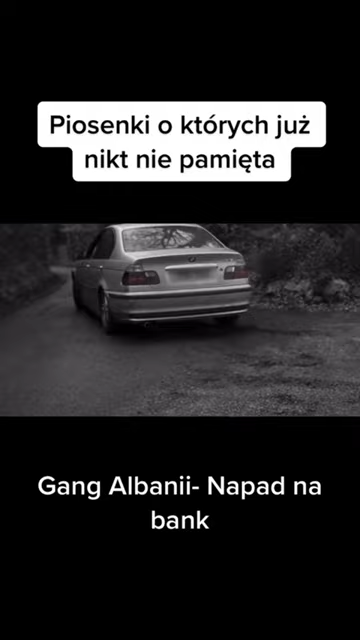 Piosenki o których już
nikt nie pamięta
Gang Albanii- Napad na
bank